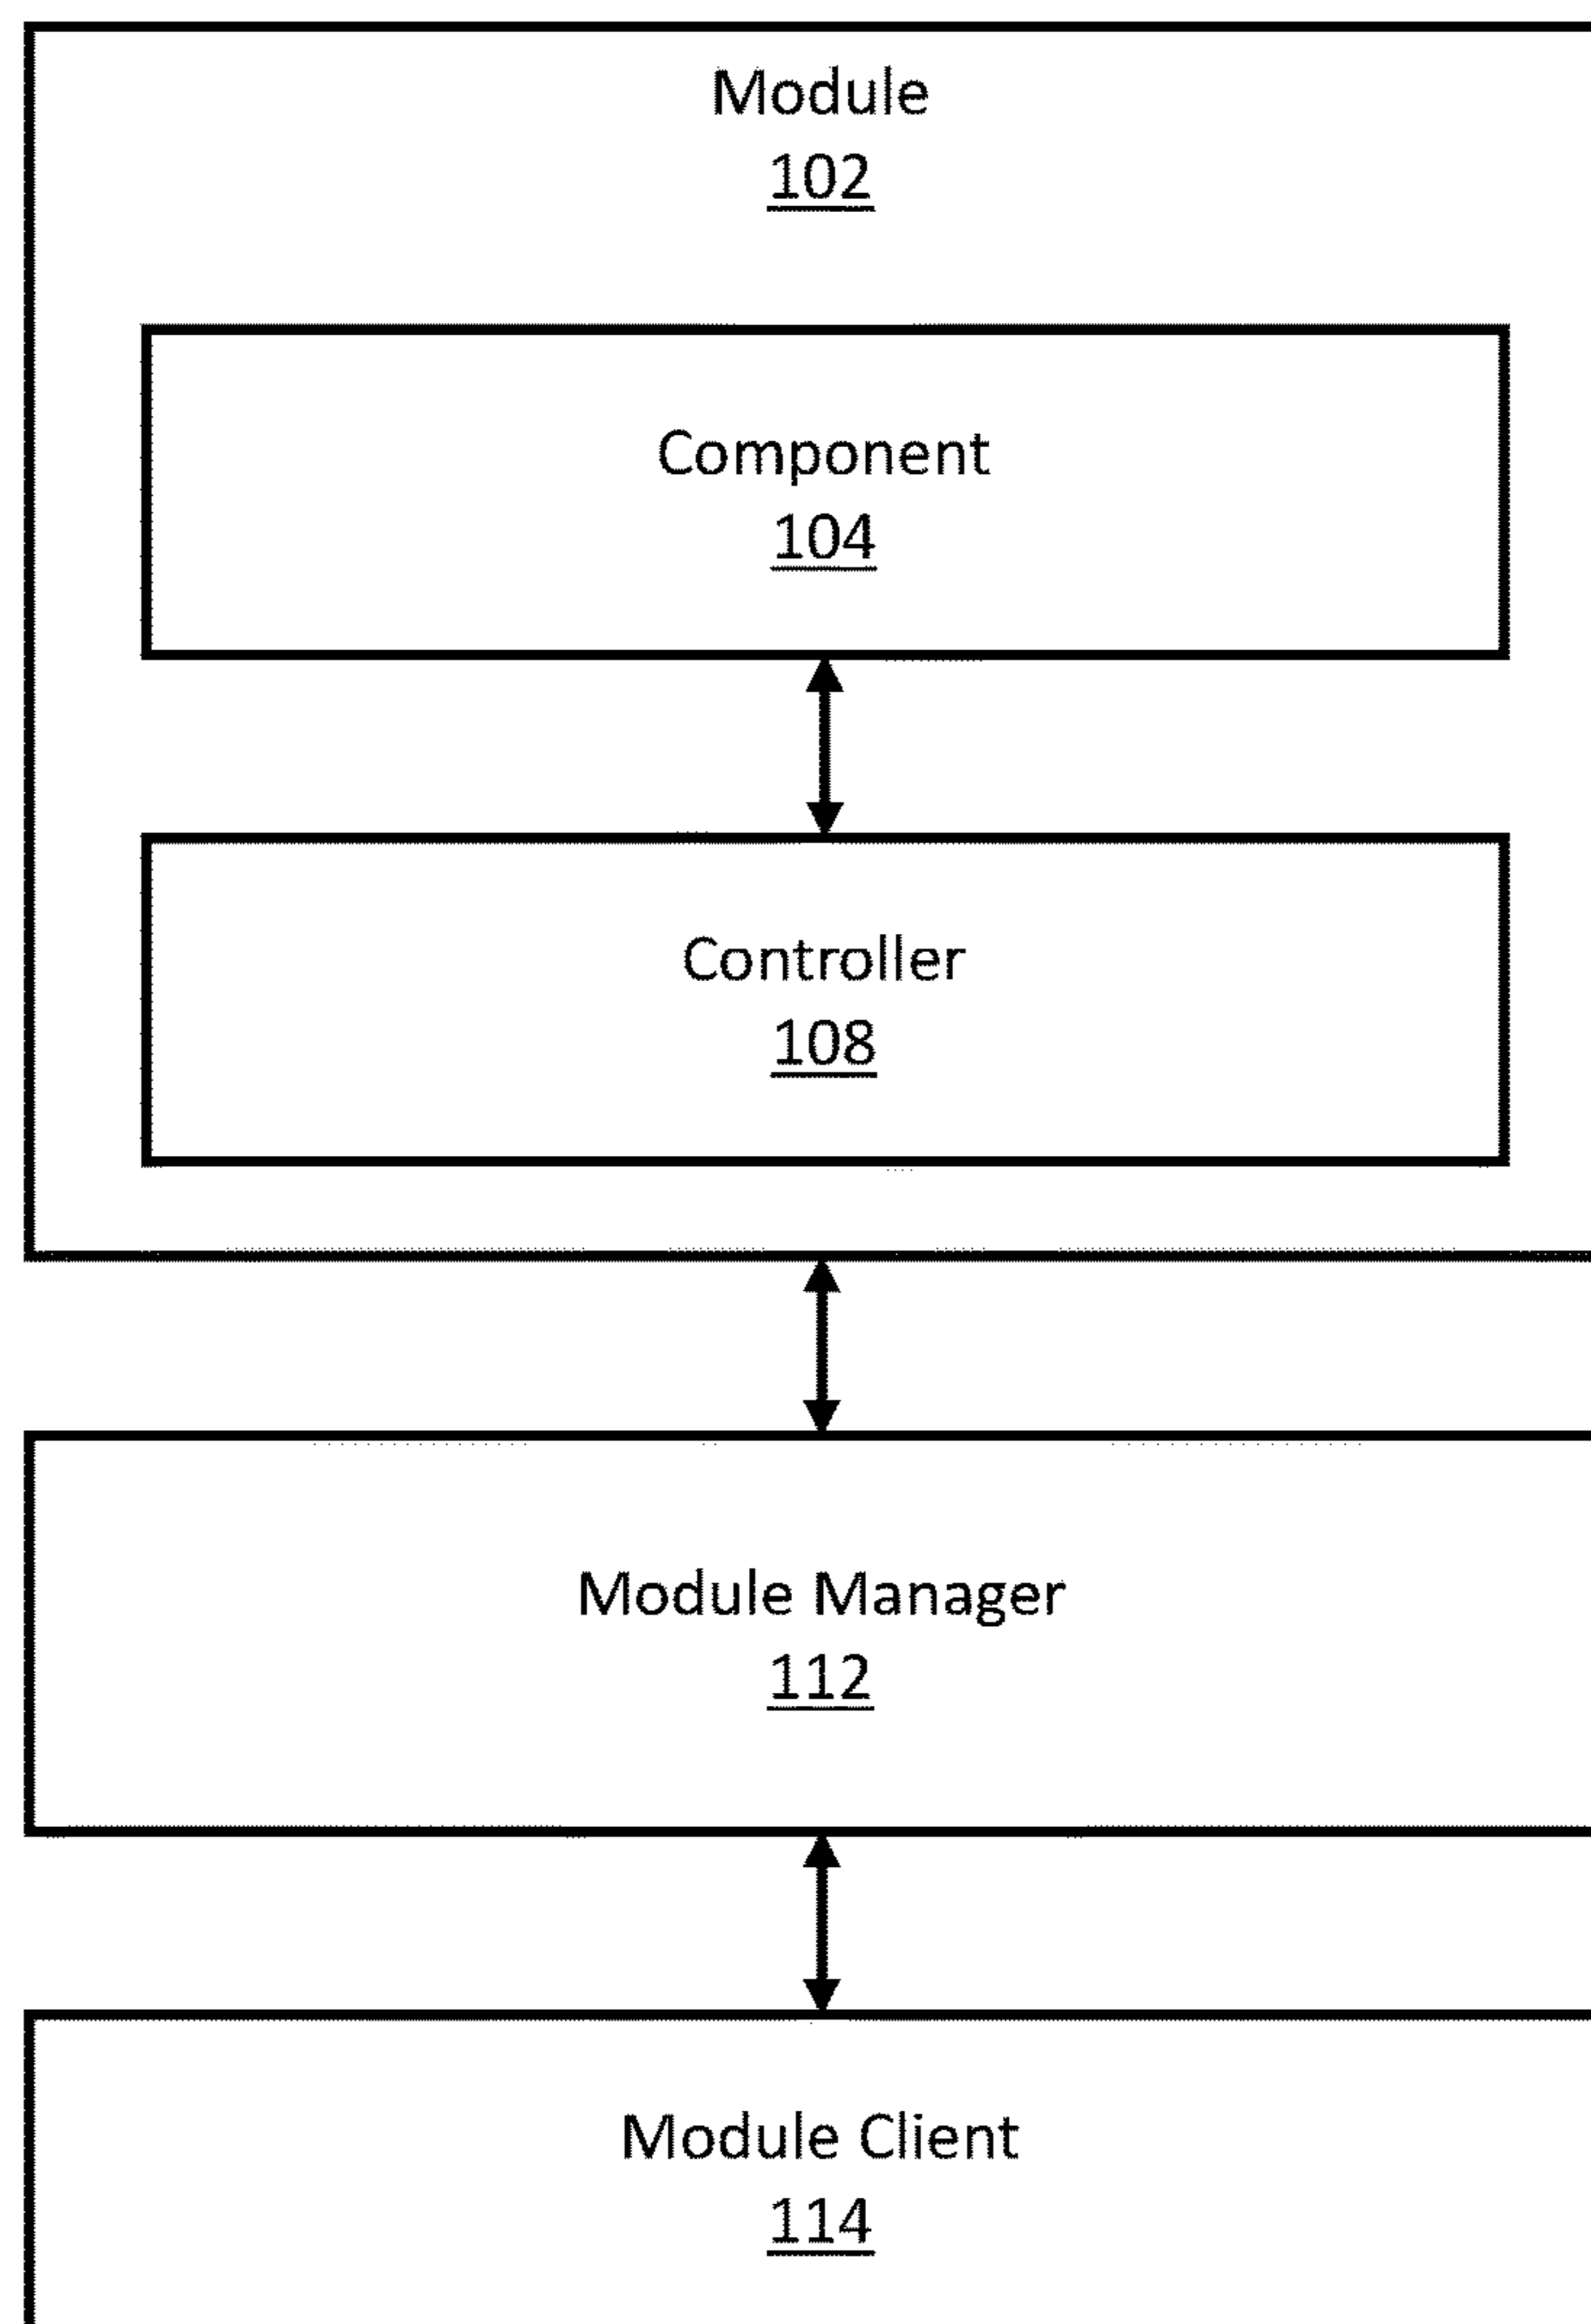 Module
102
Component
104
Controller
108
Module Manager
112
Module Client
114